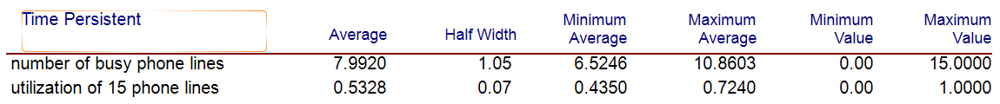 Time Persistent
Average Half Width Minimum Average Maximum Average Minimum Value Maximum Value
number of busy phone lines 7.9920 1.05 6.5246 10.8603 0.00 15.0000
utilization of 15 phone lines 0.5328 0.07 0.4350 0.7240 0.00 1.0000